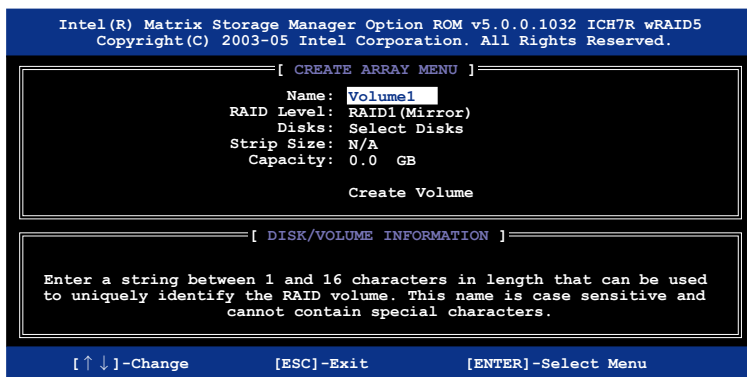 Intel(R) Matrix Storage Manager Option ROM v5.0.0.1032 ICH7R wRAID5
Copyright(C) 2003-05 Intel Corporation. All Rights Reserved.
[ CREATE ARRAY MENU ]
Name: Volume1
RAID Level: RAID1(Mirror)
Disks: Select Disks
Strip Size: N/A
Capacity: 0.0 GB
Create Volume
[ DISK/VOLUME INFORMATION ]
Enter a string between 1 and 16 characters in length that can be used
to uniquely identify the RAID volume. This name is case sensitive and
cannot contain special characters.
[↑↓]-Change [ESC]-Exit [ENTER]-Select Menu